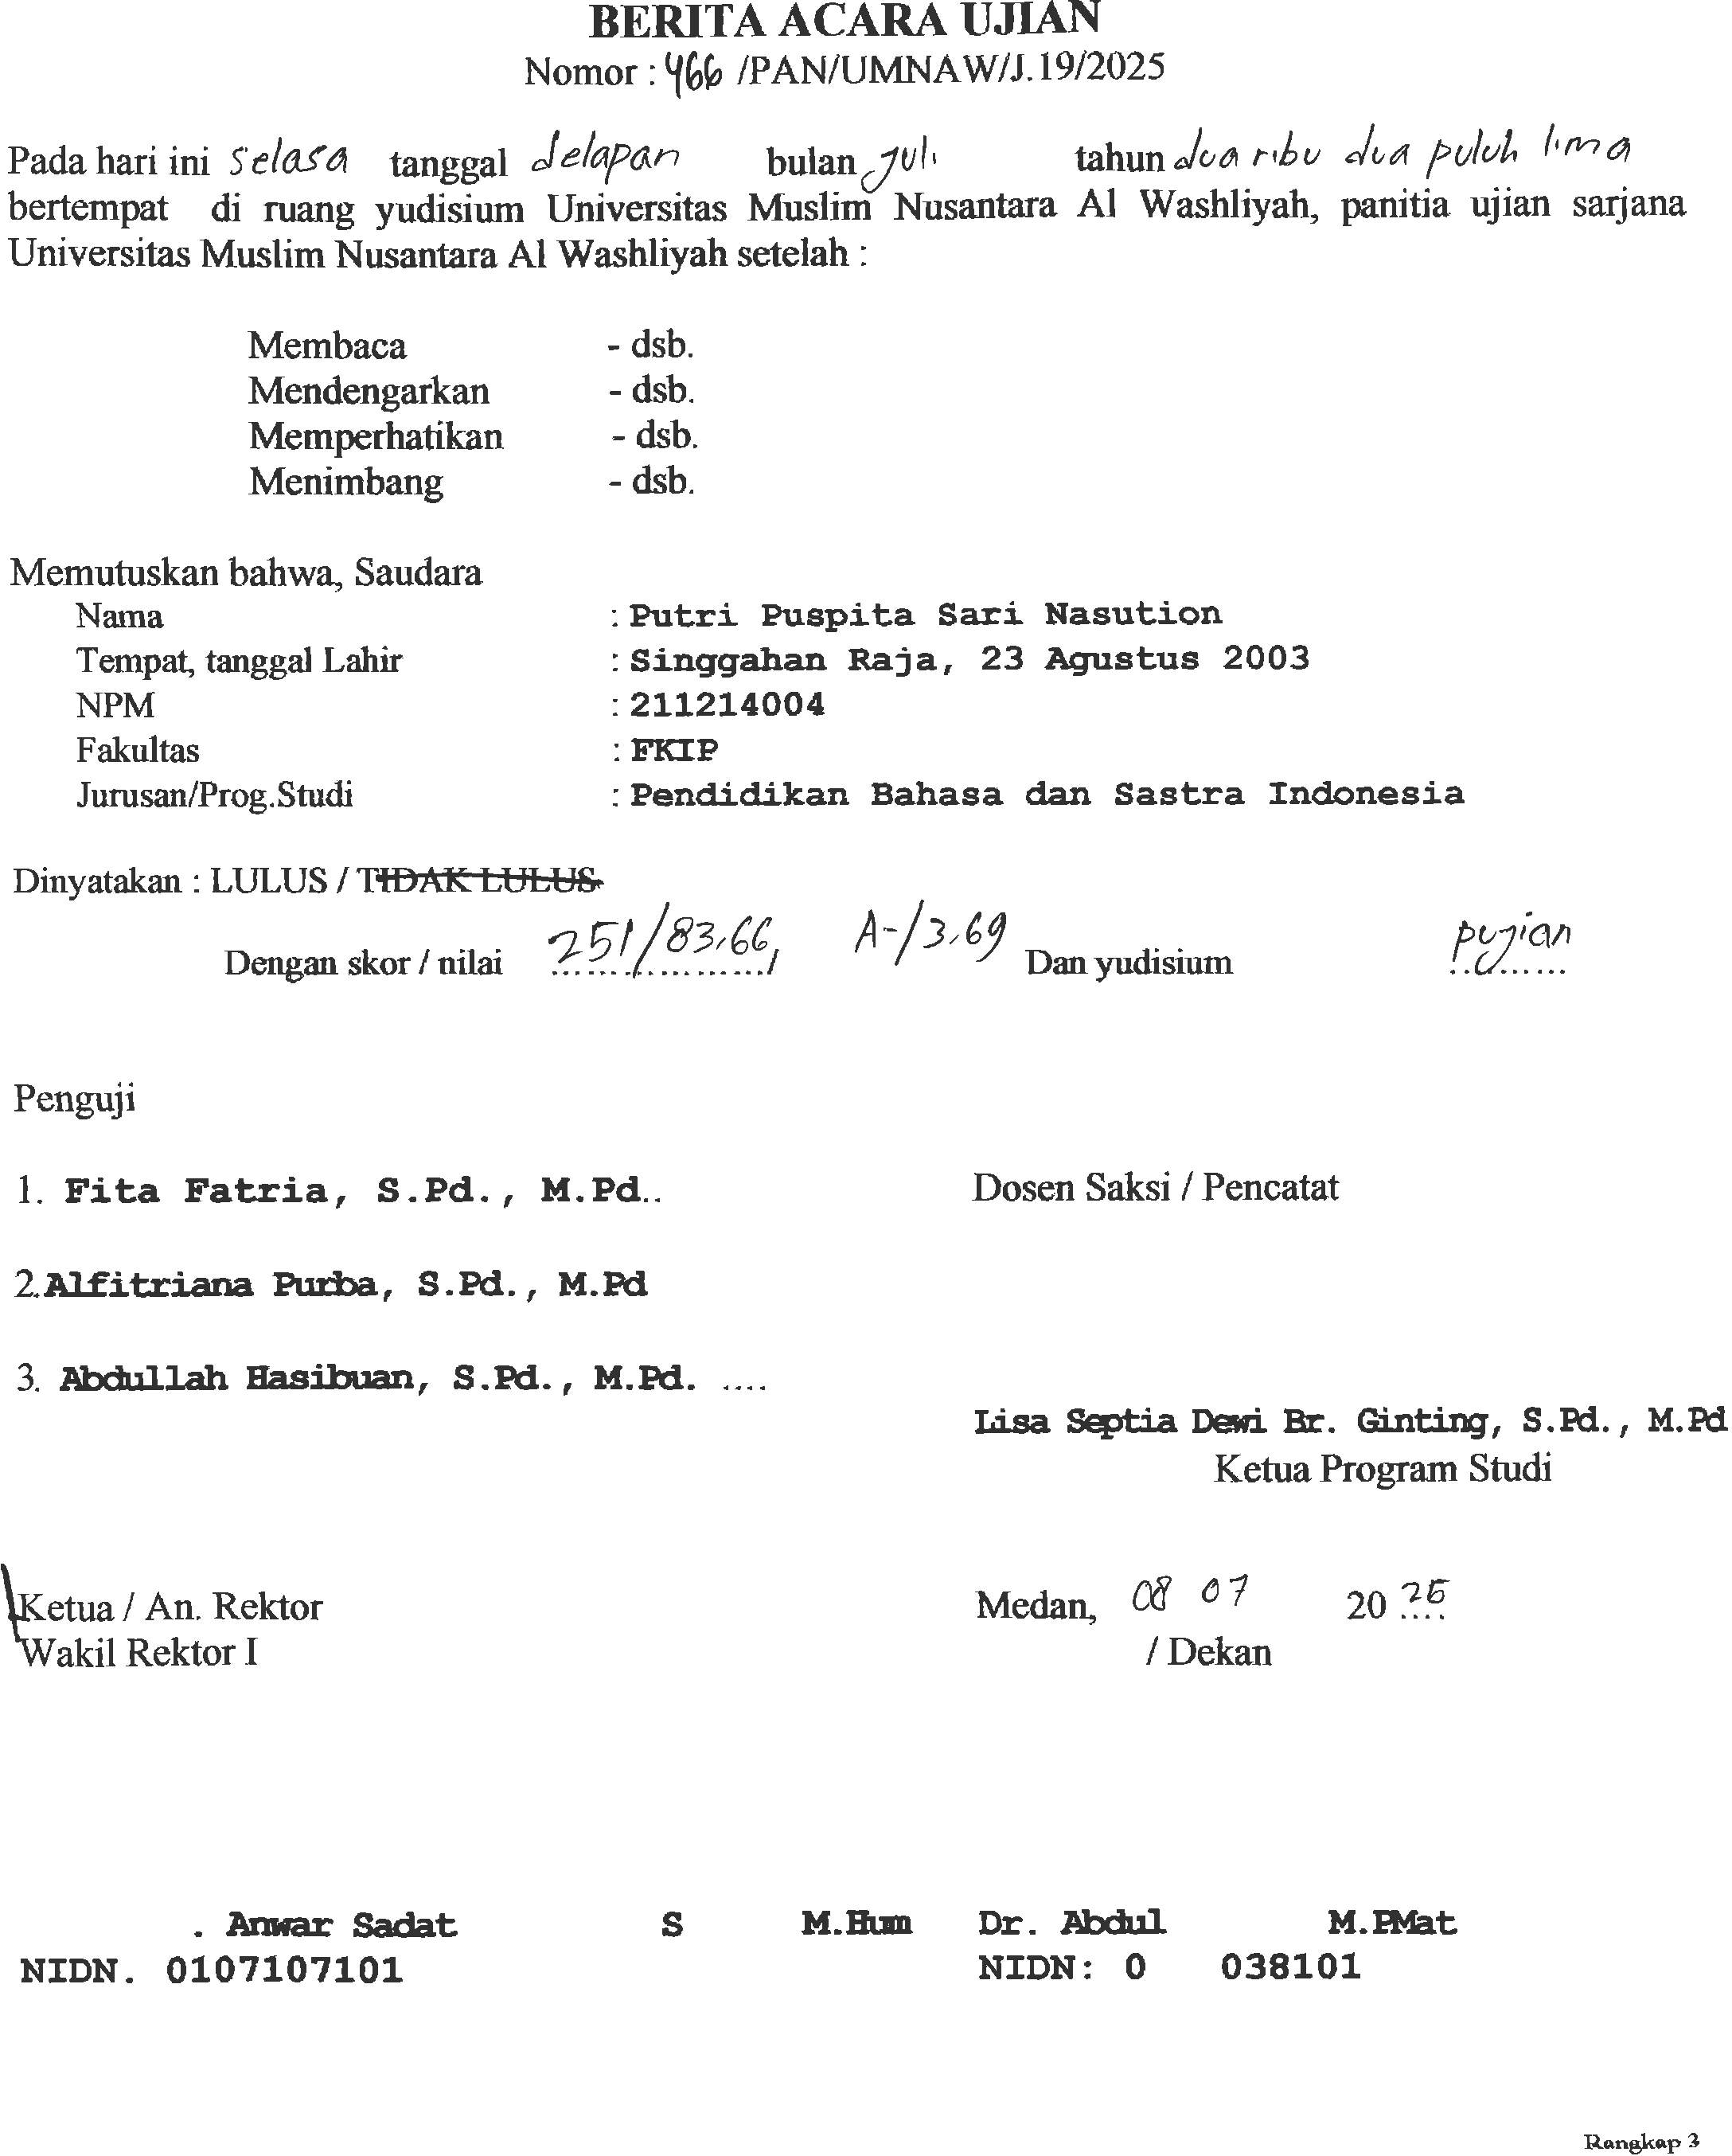 BERITA ACARA UJIAN
Nomor : 466 /PAN/UMNAW/J.19/2025
Pada hari ini Selasa tanggal delapan bulan Juli tahun dua ribu dua puluh lima
bertempat di ruang yudisium Universitas Muslim Nusantara Al Washliyah, panitia ujian sarjana
Universitas Muslim Nusantara Al Washliyah setelah :
Membaca - dsb.
Mendengarkan - dsb.
Memperhatikan - dsb.
Menimbang - dsb.
Memutuskan bahwa, Saudara
Nama : Putri Puspita Sari Nasution
Tempat, tanggal Lahir : Singgahan Raja, 23 Agustus 2003
NPM : 211214004
Fakultas : FKIP
Jurusan/Prog.Studi : Pendidikan Bahasa dan Sastra Indonesia
Dinyatakan : LULUS / TIDAK LULUS
Dengan skor / nilai 251/83,66, A-/3,69 Dan yudisium pujian
Penguji
1. Fita Fatria, S.Pd., M.Pd.. Dosen Saksi / Pencatat
2.Alfitriana Purba, S.Pd., M.Pd
3. Abdullah Hasibuan, S.Pd., M.Pd. ....
Lisa Septia Dewi Br. Ginting, S.Pd., M.Pd
Ketua Program Studi
Ketua / An. Rektor Medan, 08 07 20 25
Wakil Rektor I / Dekan
. Anwar Sadat S M.Hum Dr. Abdul M.PMat
NIDN. 0107107101 NIDN: 0 038101
Rangkap 3